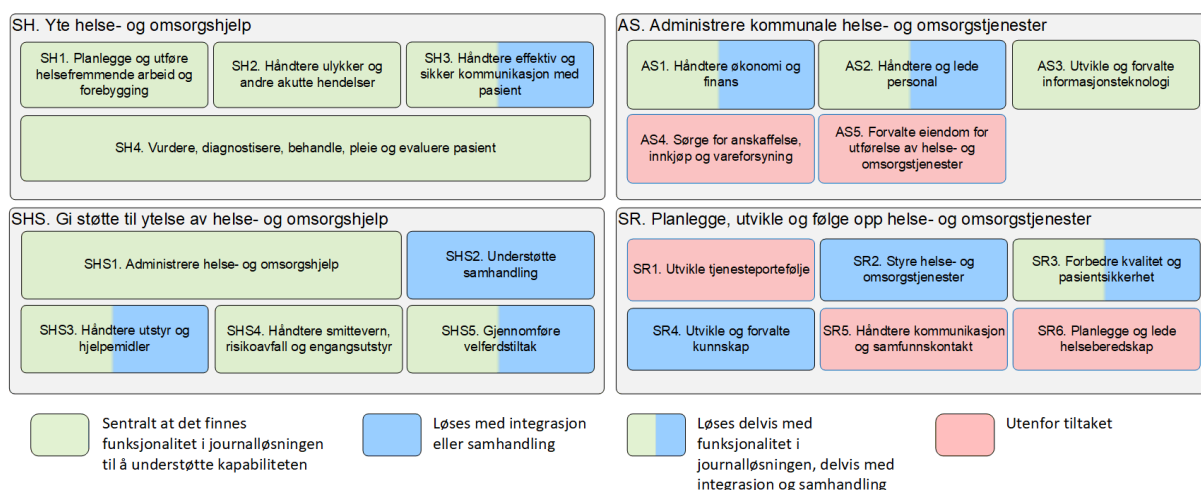 SH. Yte helse- og omsorgshjelp
SH1. Planlegge og utføre
helsefremmende arbeid og
forebygging
SH2. Håndtere ulykker og
andre akutte hendelser
SH3. Håndtere effektiv og
sikker kommunikasjon med
pasient
SH4. Vurdere, diagnostisere, behandle, pleie og evaluere pasient
AS. Administrere kommunale helse- og omsorgstjenester
AS1. Håndtere økonomi og
finans
AS2. Håndtere og lede
personal
AS3. Utvikle og forvalte
informasjonsteknologi
AS4. Sørge for anskaffelse,
innkjøp og vareforsyning
AS5. Forvalte eiendom for
utførelse av helse- og
omsorgstjenester
SHS. Gi støtte til ytelse av helse- og omsorgshjelp
SHS1. Administrere helse- og omsorgshjelp
SHS2. Understøtte
samhandling
SHS3. Håndtere utstyr og
hjelpemidler
SHS4. Håndtere smittevern,
risikoavfall og engangsutstyr
SHS5. Gjennomføre
velferdstiltak
SR. Planlegge, utvikle og følge opp helse- og omsorgstjenester
SR1. Utvikle tjenesteportefølje
SR2. Styre helse- og
omsorgstjenester
SR3. Forbedre kvalitet og
pasientsikkerhet
SR4. Utvikle og forvalte
kunnskap
SR5. Håndtere kommunikasjon
og samfunnskontakt
SR6. Planlegge og lede
helseberedskap
Sentralt at det finnes
funksjonalitet i journalløsningen
til å understøtte kapabiliteten
Løses med integrasjon
eller samhandling
Løses delvis med
funksjonalitet i
journalløsningen, delvis med
integrasjon og samhandling
Utenfor tiltaket